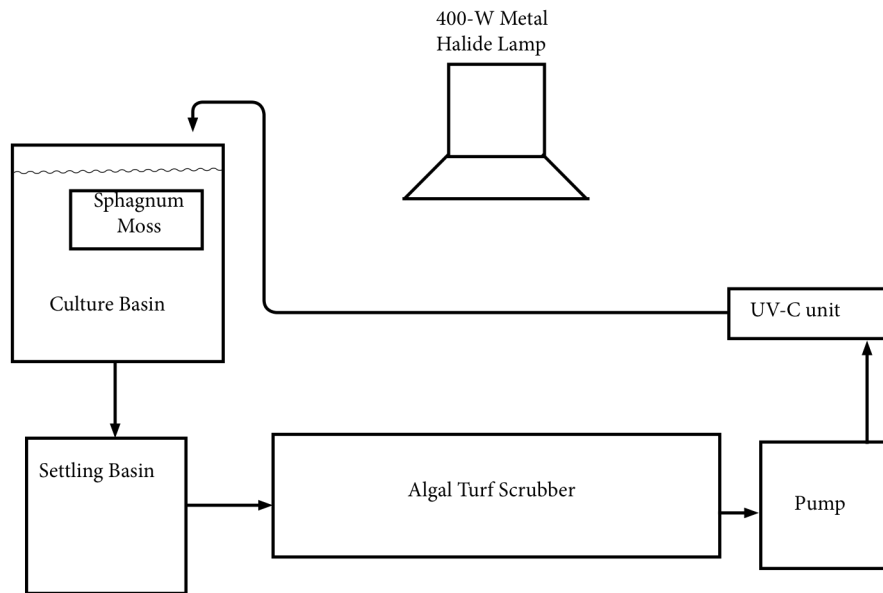 400-W Metal
Halide Lamp
Sphagnum
Moss
Culture Basin
UV-C unit
Settling Basin
Algal Turf Scrubber
Pump